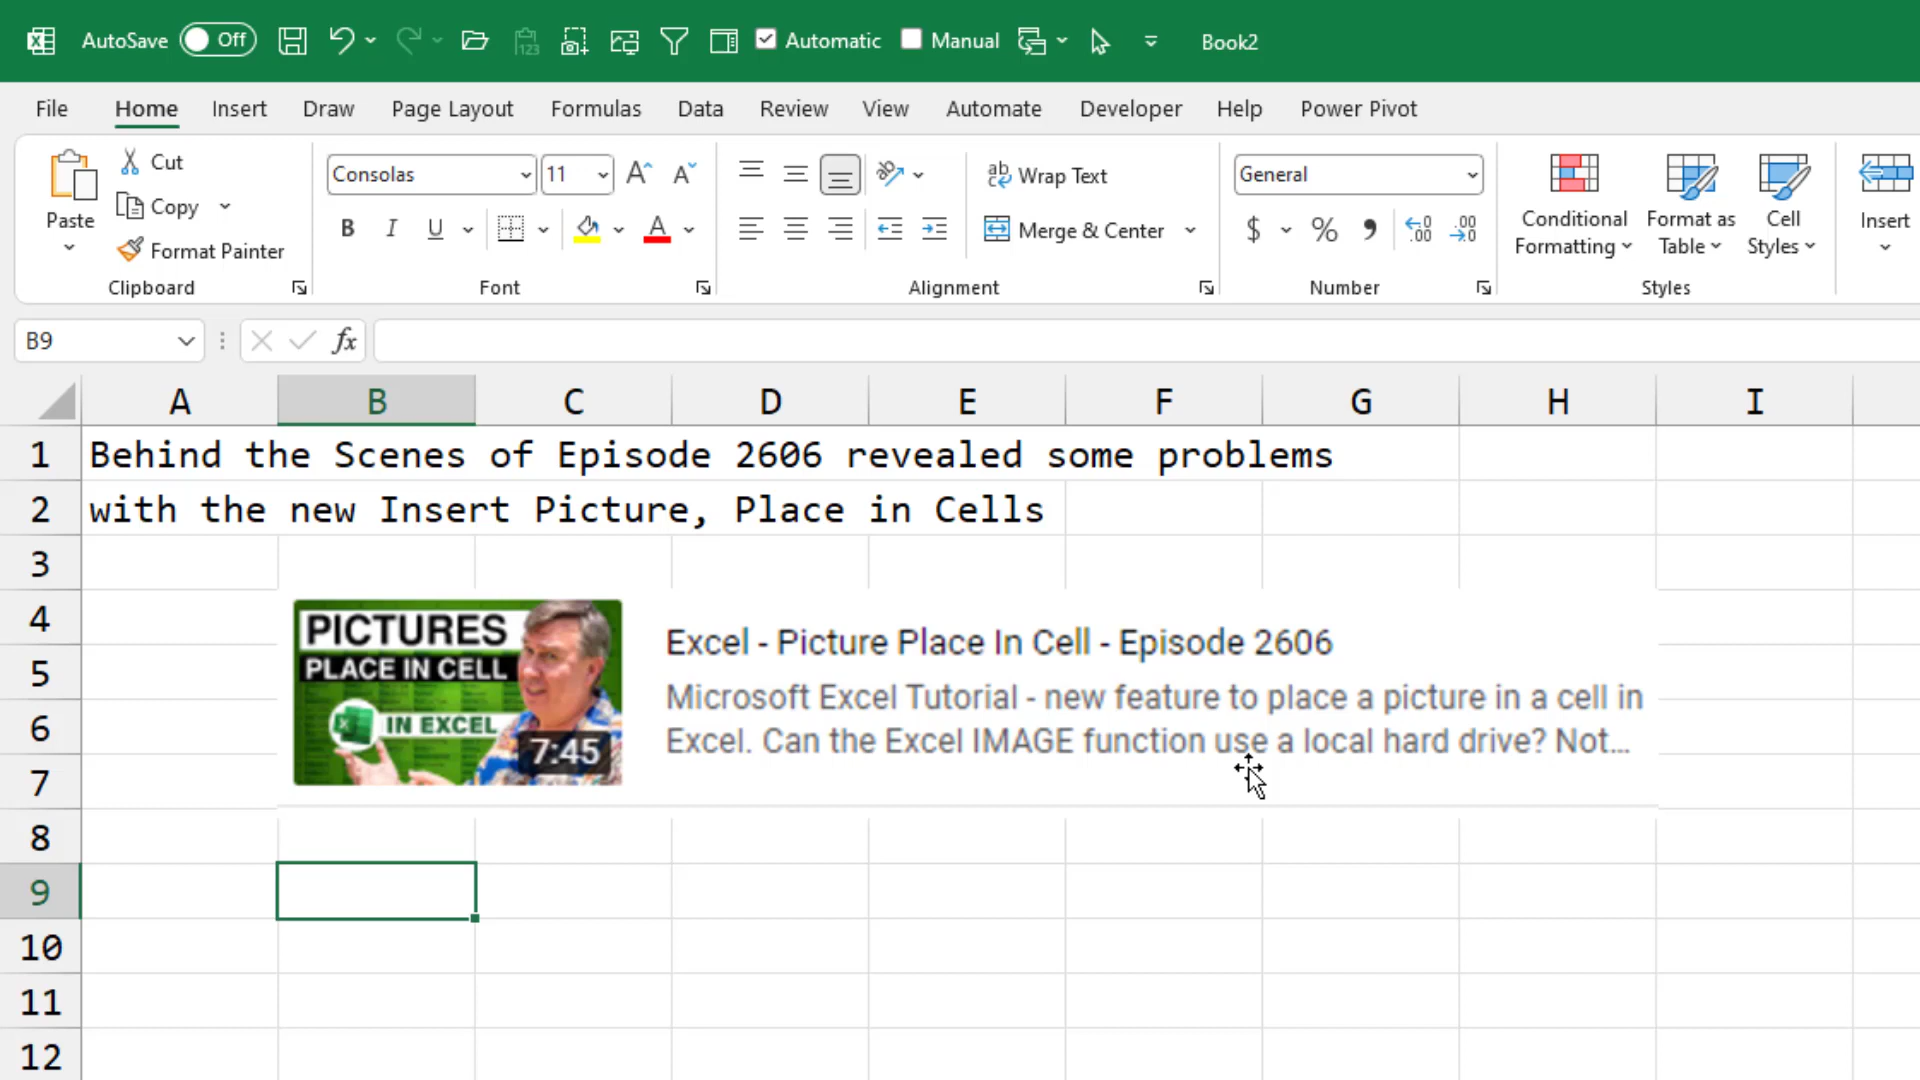 AutoSave Off 123 Automatic Manual Book2
File Home Insert Draw Page Layout Formulas Data Review View Automate Developer Help Power Pivot
Paste Cut Copy Format Painter Clipboard
Consolas 11 A A B I U A Font
ab Wrap Text Merge & Center Alignment
General $ % , .00 .00 Number
Conditional Formatting Format as Table Cell Styles Styles
Insert
B9 fx
A B C D E F G H I
1 Behind the Scenes of Episode 2606 revealed some problems
2 with the new Insert Picture, Place in Cells
3
4
5
6
7
8
9
10
11
12
PICTURES
PLACE IN CELL
IN EXCEL
7:45
Excel - Picture Place In Cell - Episode 2606
Microsoft Excel Tutorial - new feature to place a picture in a cell in
Excel. Can the Excel IMAGE function use a local hard drive? Not...